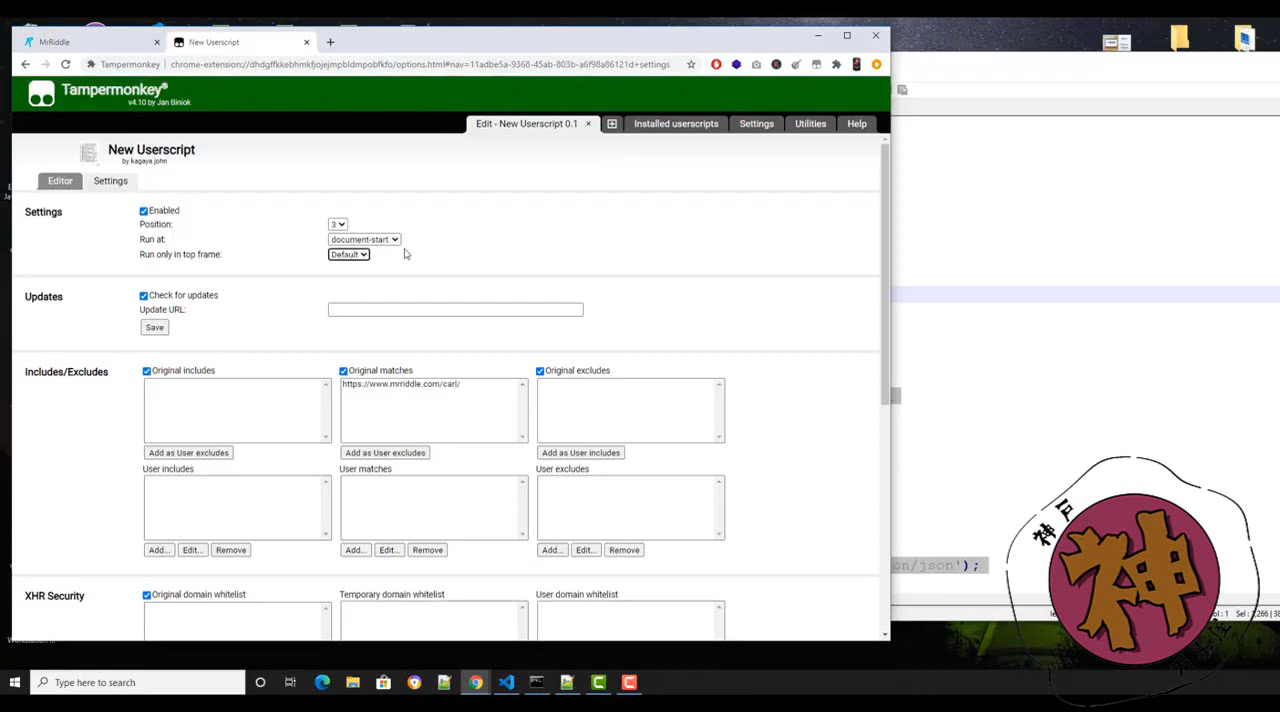 MrRiddle
New Userscript
Tampermonkey
chrome-extension://dhdgffkkebhmkfjojejmpbldmpobfkfo/options.html#nav=11adbe5a-9368-45ab-803b-a6f98a86121d+settings
Tampermonkey®
v4.10 by Jan Biniok
Edit - New Userscript 0.1
Installed userscripts
Settings
Utilities
Help
New Userscript
by kagaya john
Editor
Settings
Settings
Enabled
Position:
3
Run at:
document-start
Run only in top frame:
Default
Updates
Check for updates
Update URL:
Save
Includes/Excludes
Original includes
Original matches
Original excludes
https://www.mrriddle.com/carl/
Add as User excludes
Add as User excludes
Add as User includes
User includes
User matches
User excludes
Add...
Edit...
Remove
Add...
Edit...
Remove
Add...
Edit...
Remove
XHR Security
Original domain whitelist
Temporary domain whitelist
User domain whitelist
on/json');
神戸
神
Type here to search